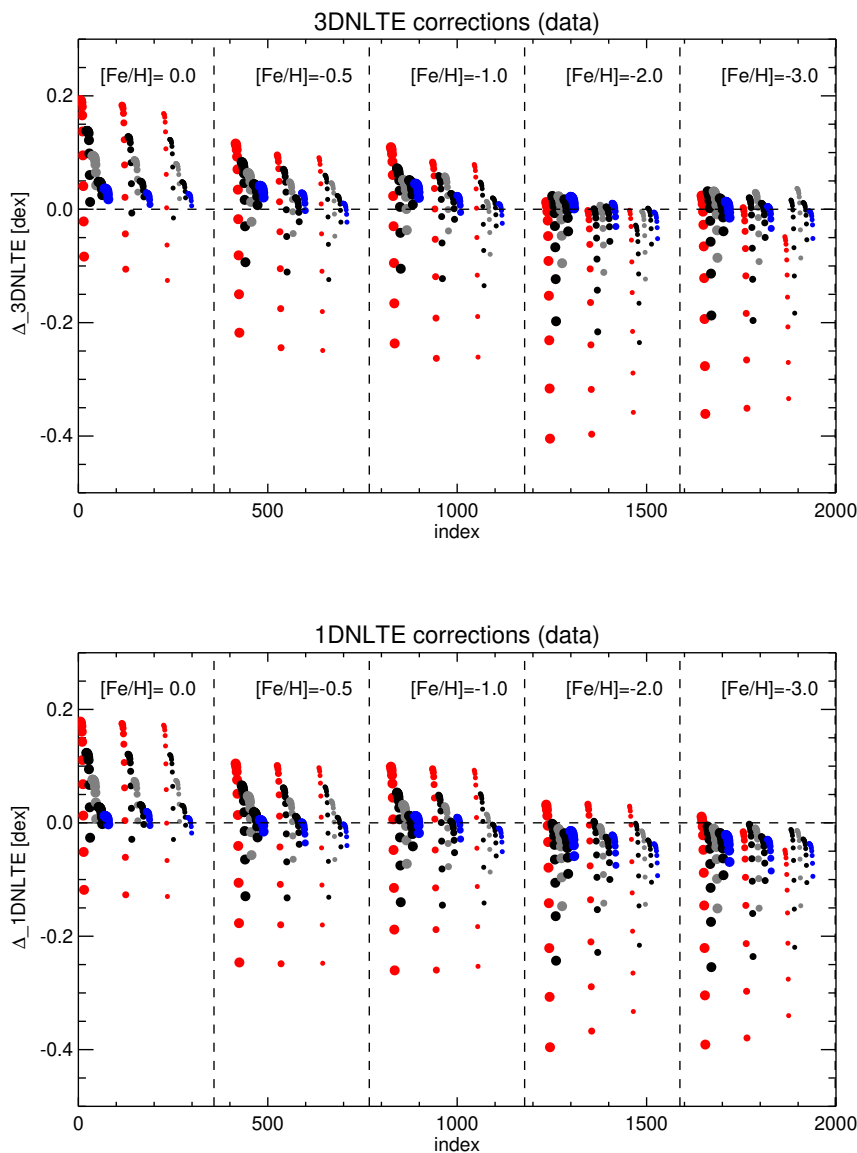 3DNLTE corrections (data)
[Fe/H]= 0.0 [Fe/H]=-0.5 [Fe/H]=-1.0 [Fe/H]=-2.0 [Fe/H]=-3.0
0.2
0.0
-0.2
-0.4
Δ_3DNLTE [dex]
0 500 1000 1500 2000
index
1DNLTE corrections (data)
[Fe/H]= 0.0 [Fe/H]=-0.5 [Fe/H]=-1.0 [Fe/H]=-2.0 [Fe/H]=-3.0
0.2
0.0
-0.2
-0.4
Δ_1DNLTE [dex]
0 500 1000 1500 2000
index